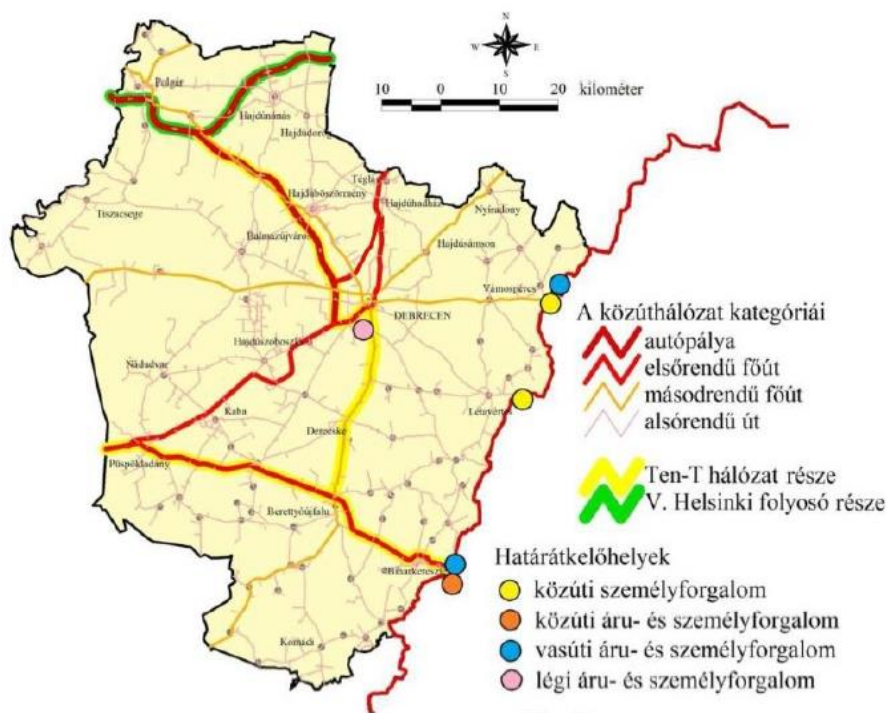 N
W E
S
10 0 10 20 kilométer
Polgár
Hajdúnánás
Hajdúdorog
Téglás
Hajdúböszörmény
Hajdúhadház
Tiszacsege
Nyíradony
Balmazújváros
Hajdúsámson
Vámospércs
DEBRECEN
Hajdúszoboszló
Nádudvar
Létavértes
Kaba
Derecske
Püspökladány
Berettyóújfalu
Biharkeresztes
Komádi
A közúthálózat kategóriái
autópálya
elsőrendű főút
másodrendű főút
alsórendű út
Ten-T hálózat része
V. Helsinki folyosó része
Határátkelőhelyek
közúti személyforgalom
közúti áru- és személyforgalom
vasúti áru- és személyforgalom
légi áru- és személyforgalom